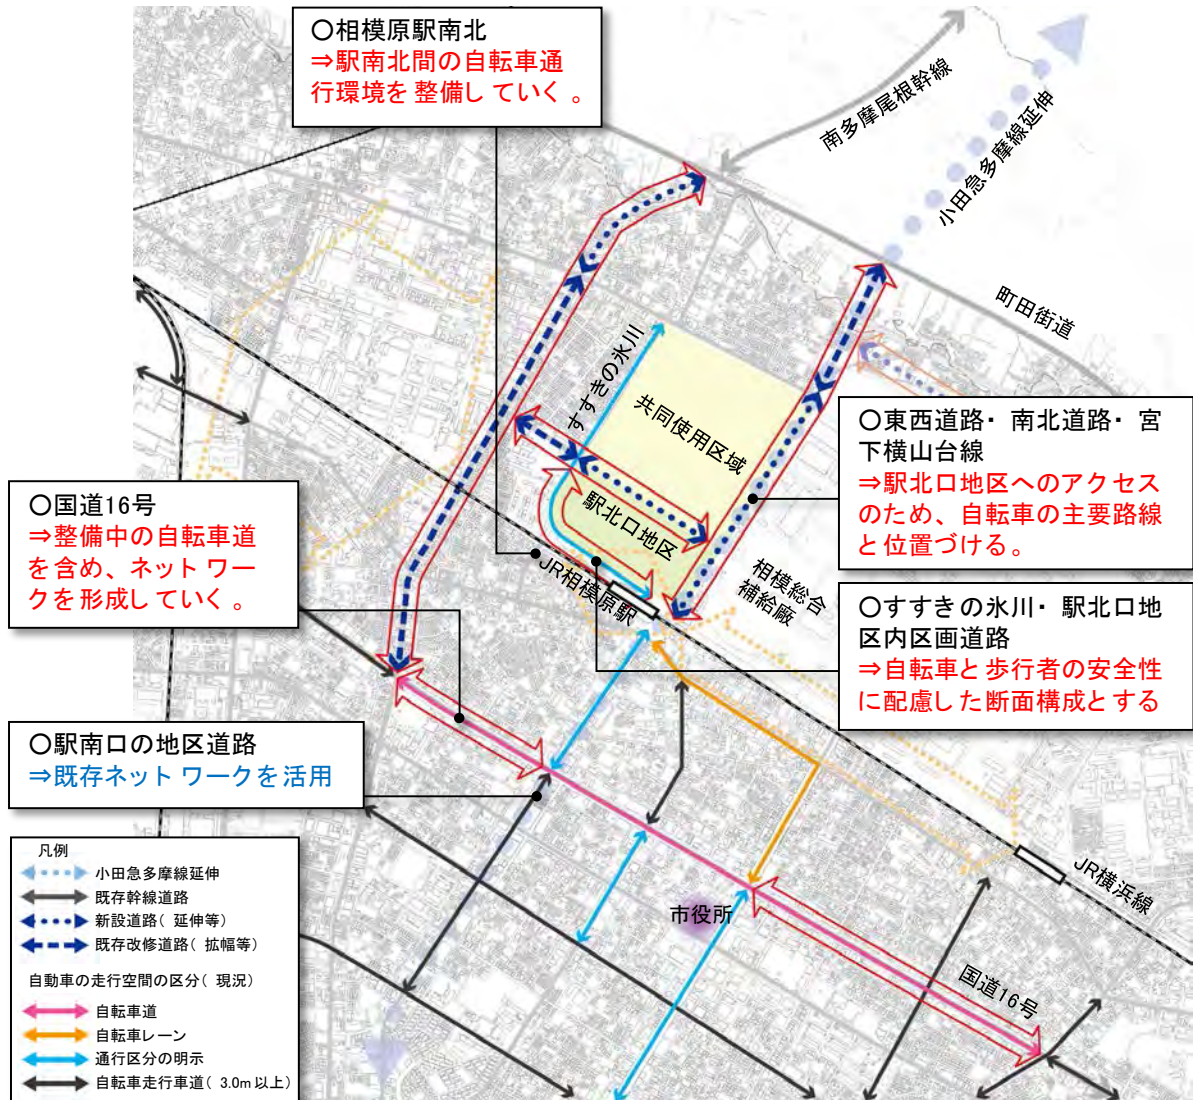 〇相模原駅南北
⇒駅南北間の自転車通
行環境を整備していく。
南多摩尾根幹線
小田急多摩線延伸
町田街道
すすきの氷川
共同使用区域
駅北口地区
JR相模原駅
相模総合
補給廠
〇東西道路・南北道路・宮
下横山台線
⇒駅北口地区へのアクセス
のため、自転車の主要路線
と位置づける。
〇国道16号
⇒整備中の自転車道
を含め、ネットワー
クを形成していく。
〇すすきの氷川・駅北口地
区内区画道路
⇒自転車と歩行者の安全性
に配慮した断面構成とする
〇駅南口の地区道路
⇒既存ネットワークを活用
JR横浜線
市役所
国道16号
凡例
小田急多摩線延伸
既存幹線道路
新設道路(延伸等)
既存改修道路(拡幅等)
自動車の走行空間の区分(現況)
自転車道
自転車レーン
通行区分の明示
自転車走行車道(3.0m以上)